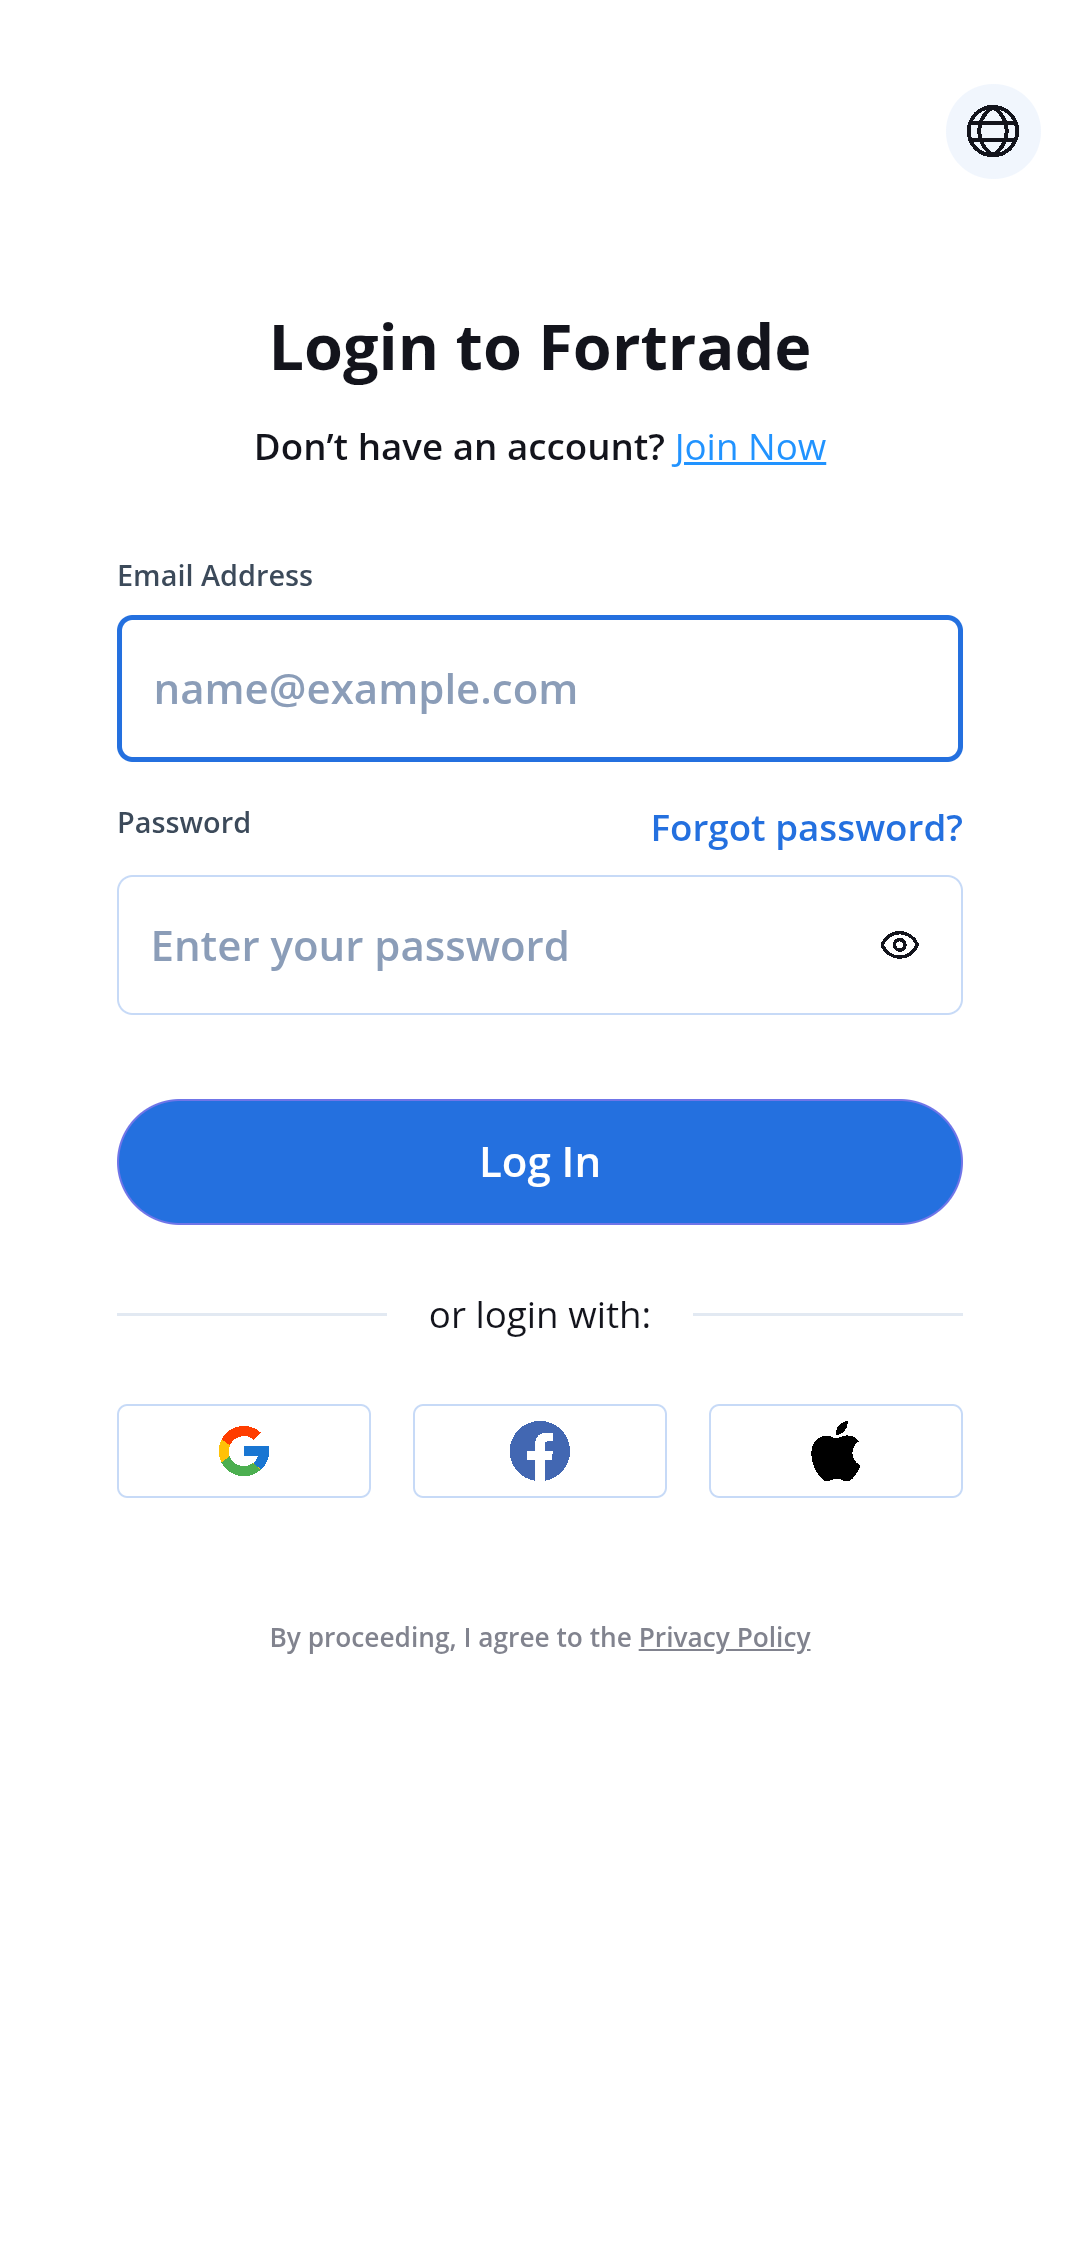 Login to Fortrade
Don’t have an account? Join Now
Email Address
name@example.com
Password
Forgot password?
Enter your password
Log In
or login with:
By proceeding, I agree to the Privacy Policy